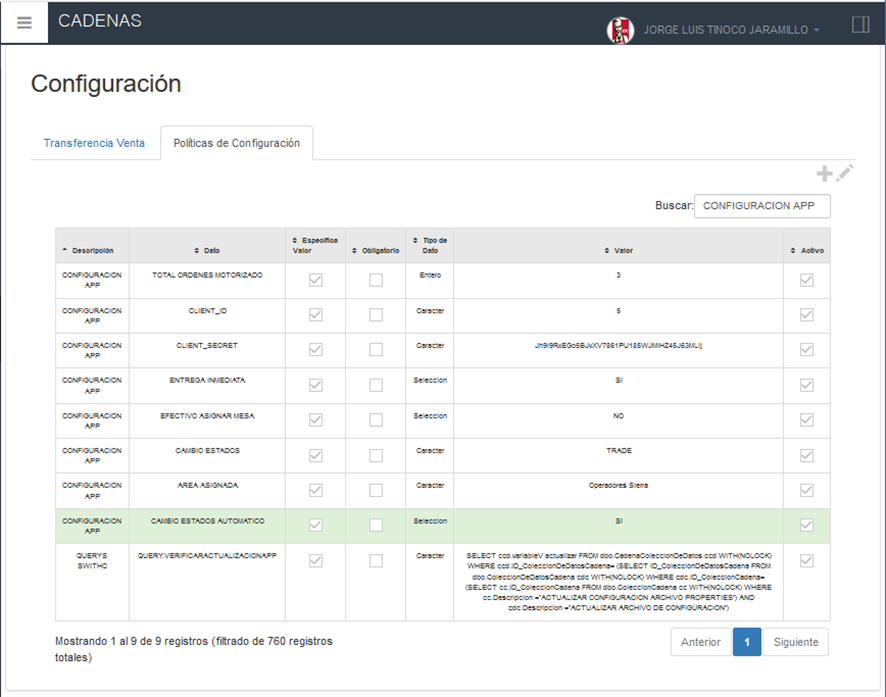 CADENAS
JORGE LUIS TINOCO JARAMILLO
Configuración
Transferencia Venta
Políticas de Configuración
Buscar: CONFIGURACION APP
Descripción Dato Especifica Valor Obligatorio Tipo de Dato Valor Activo
CONFIGURACION APP TOTAL ORDENES MOTORIZADO Entero 3
CONFIGURACION APP CLIENT_ID Caracter 5
CONFIGURACION APP CLIENT_SECRET Caracter
CONFIGURACION APP ENTREGA INMEDIATA Seleccion SI
CONFIGURACION APP EFECTIVO ASIGNAR MESA Seleccion NO
CONFIGURACION APP CAMBIO ESTADOS Caracter TRADE
CONFIGURACION APP AREA ASIGNADA Caracter Operadores Sierra
CONFIGURACION APP CAMBIO ESTADOS AUTOMATICO Seleccion SI
QUERYS SWITHC QUERY.VERIFICARACTUALIZACIONAPP Caracter
SELECT ccd.variableV actualizar FROM dbo.CadenaColeccionDeDatos ccd WITH(NOLOCK)
WHERE ccd.ID_ColeccionDeDatosCadena= (SELECT ID_ColeccionDeDatosCadena FROM
dbo.ColeccionDeDatosCadena cdc WITH(NOLOCK) WHERE cdc.ID_ColeccionCadena=
(SELECT cc.ID_ColeccionCadena FROM dbo.ColeccionCadena cc WITH(NOLOCK) WHERE
cc.Descripcion ="ACTUALIZAR CONFIGURACION ARCHIVO PROPERTIES") AND
cdc.Descripcion ="ACTUALIZAR ARCHIVO DE CONFIGURACION")
Mostrando 1 al 9 de 9 registros (filtrado de 760 registros
totales)
Anterior 1 Siguiente